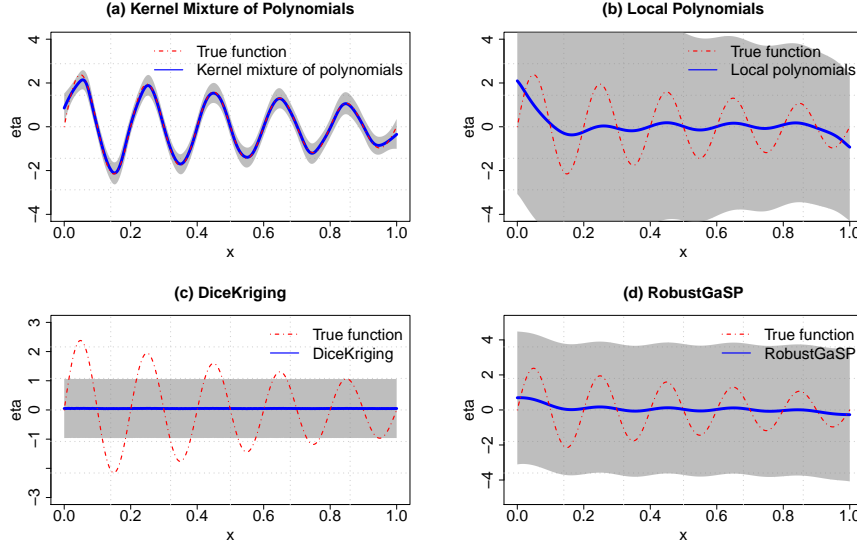 (a) Kernel Mixture of Polynomials
True function
Kernel mixture of polynomials
eta
4
2
0
−2
−4
0.0 0.2 0.4 0.6 0.8 1.0
x
(b) Local Polynomials
True function
Local polynomials
eta
4
2
0
−2
−4
0.0 0.2 0.4 0.6 0.8 1.0
x
(c) DiceKriging
True function
DiceKriging
eta
3
2
1
0
−1
−3
0.0 0.2 0.4 0.6 0.8 1.0
x
(d) RobustGaSP
True function
RobustGaSP
eta
4
2
0
−2
−4
0.0 0.2 0.4 0.6 0.8 1.0
x